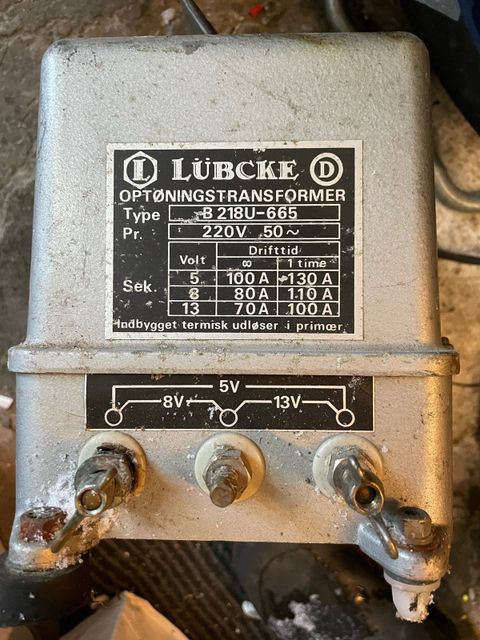 L LÜBCKE D
OPTØNINGSTRANSFORMER
Type B 218U-665
Pr. 220V 50~
Volt Drifttid
∞ 1 time
5 100 A 130 A
Sek. 8 80 A 110 A
13 70 A 100 A
Indbygget termisk udløser i primær
5V
8V 13V